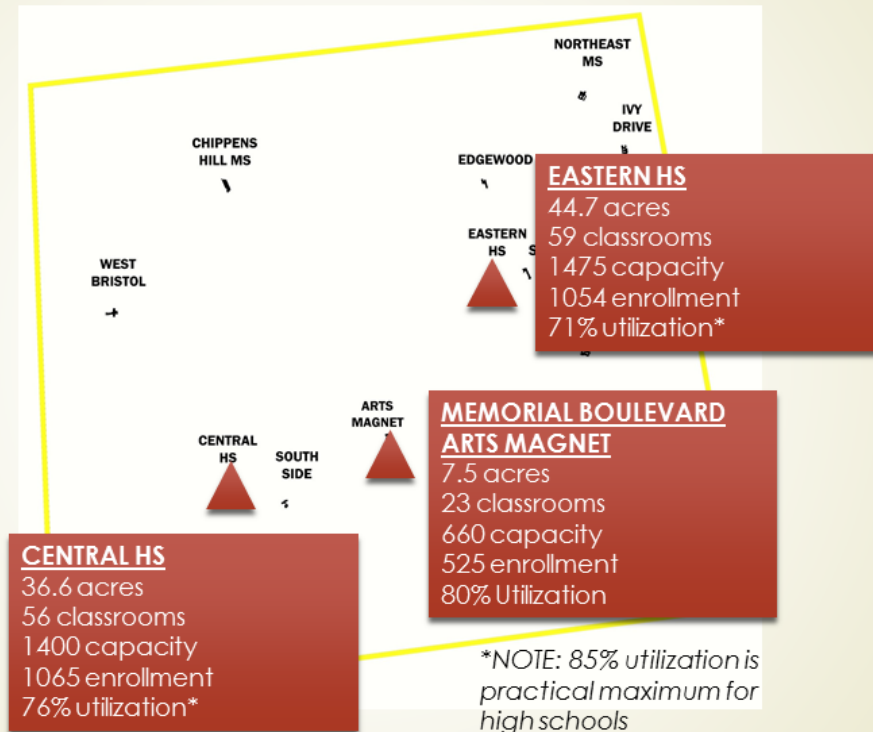 NORTHEAST
MS
IVY
DRIVE
CHIPPENS
HILL MS
EDGEWOOD
EASTERN HS
44.7 acres
59 classrooms
1475 capacity
1054 enrollment
71% utilization*
EASTERN
HS S
WEST
BRISTOL
ARTS
MAGNET
MEMORIAL BOULEVARD
ARTS MAGNET
7.5 acres
23 classrooms
660 capacity
525 enrollment
80% Utilization
CENTRAL
HS
SOUTH
SIDE
CENTRAL HS
36.6 acres
56 classrooms
1400 capacity
1065 enrollment
76% utilization*
*NOTE: 85% utilization is
practical maximum for
high schools